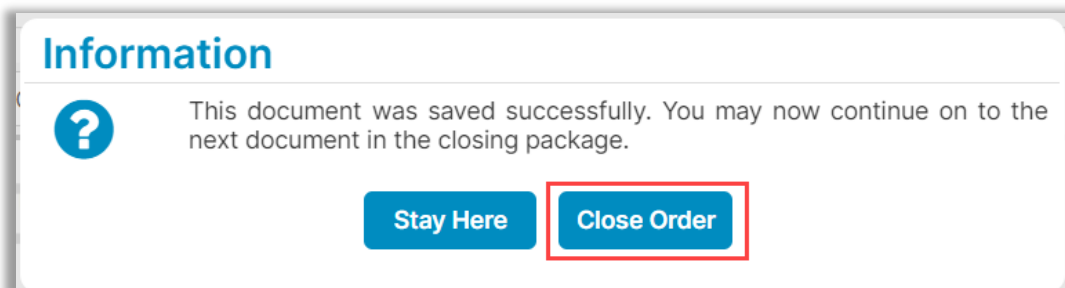 Information
This document was saved successfully. You may now continue on to the
next document in the closing package.
Stay Here
Close Order